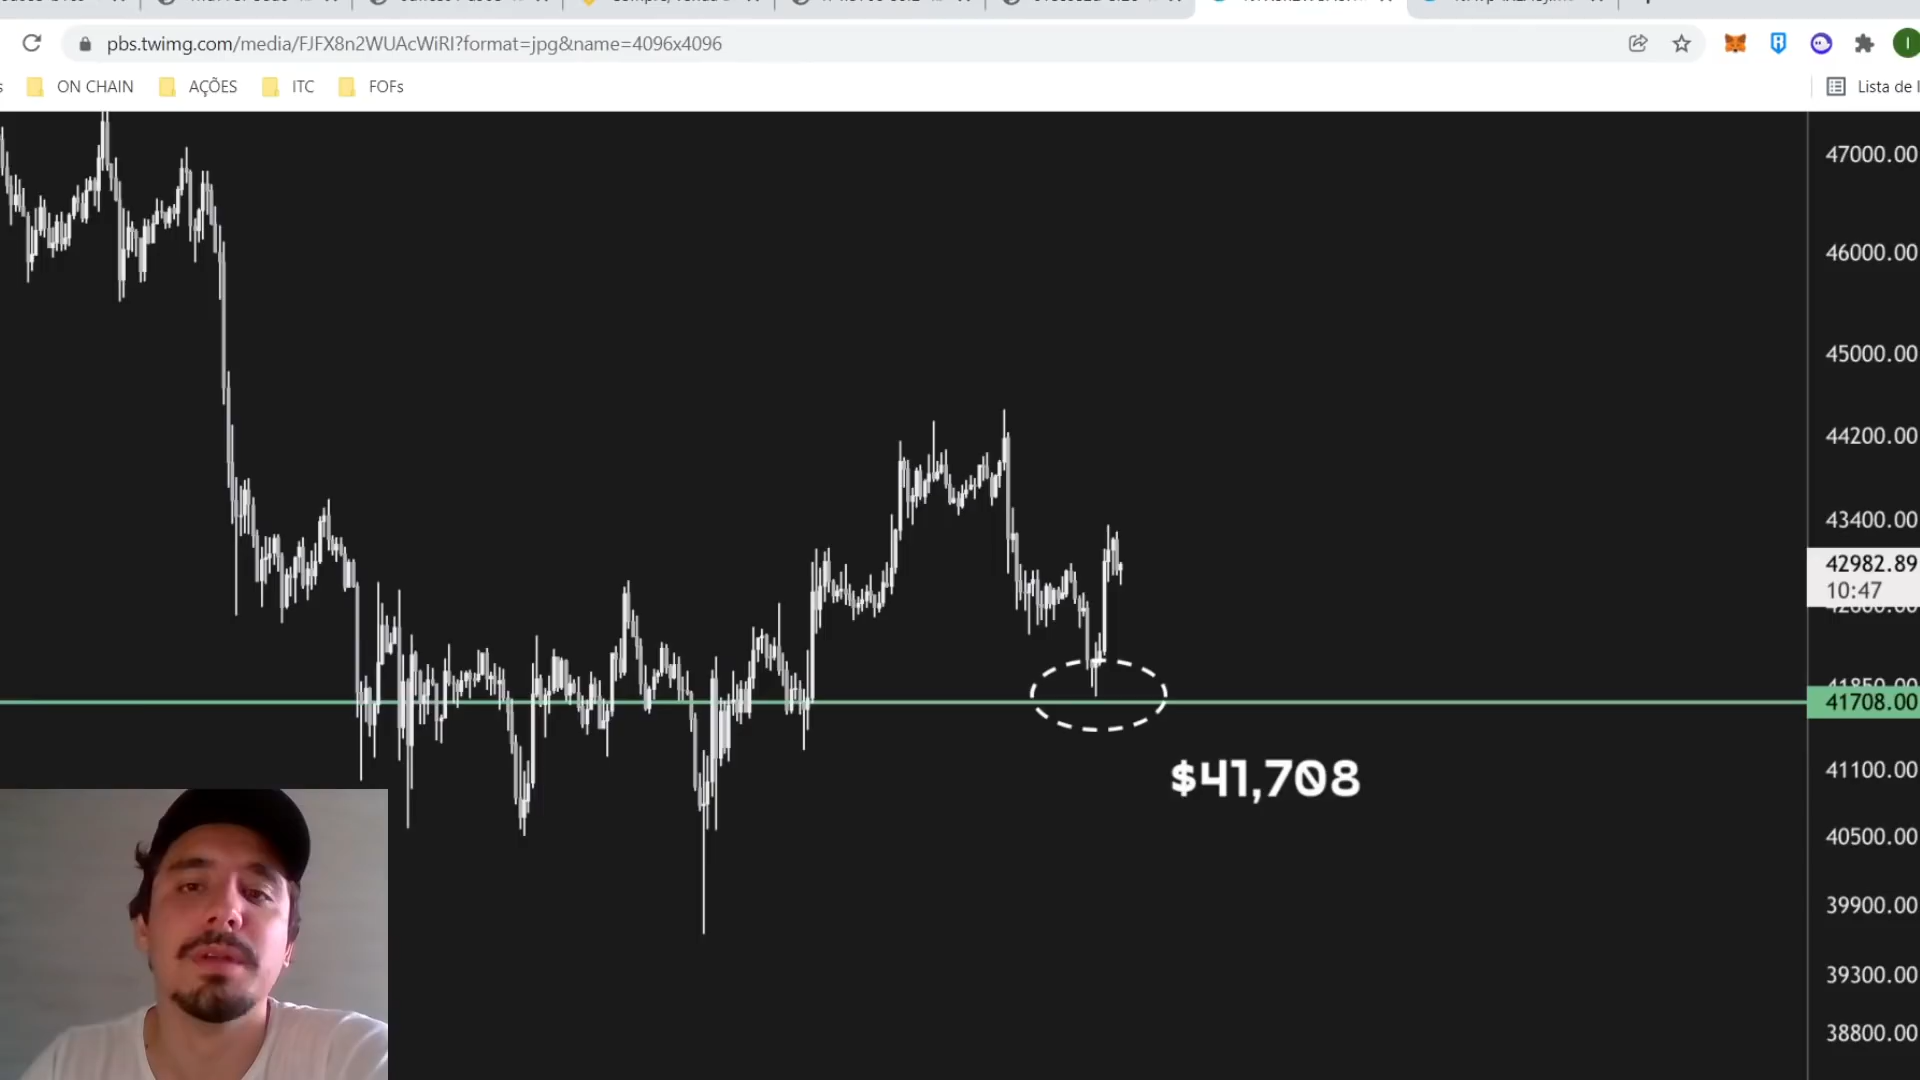 pbs.twimg.com/media/FJFX8n2WUAcWiRI?format=jpg&name=4096x4096
I
ON CHAIN
AÇÕES
ITC
FOFs
Lista de l
47000.00
46000.00
45000.00
44200.00
43400.00
42982.89
10:47
41850.00
41708.00
$41,708
41100.00
40500.00
39900.00
39300.00
38800.00